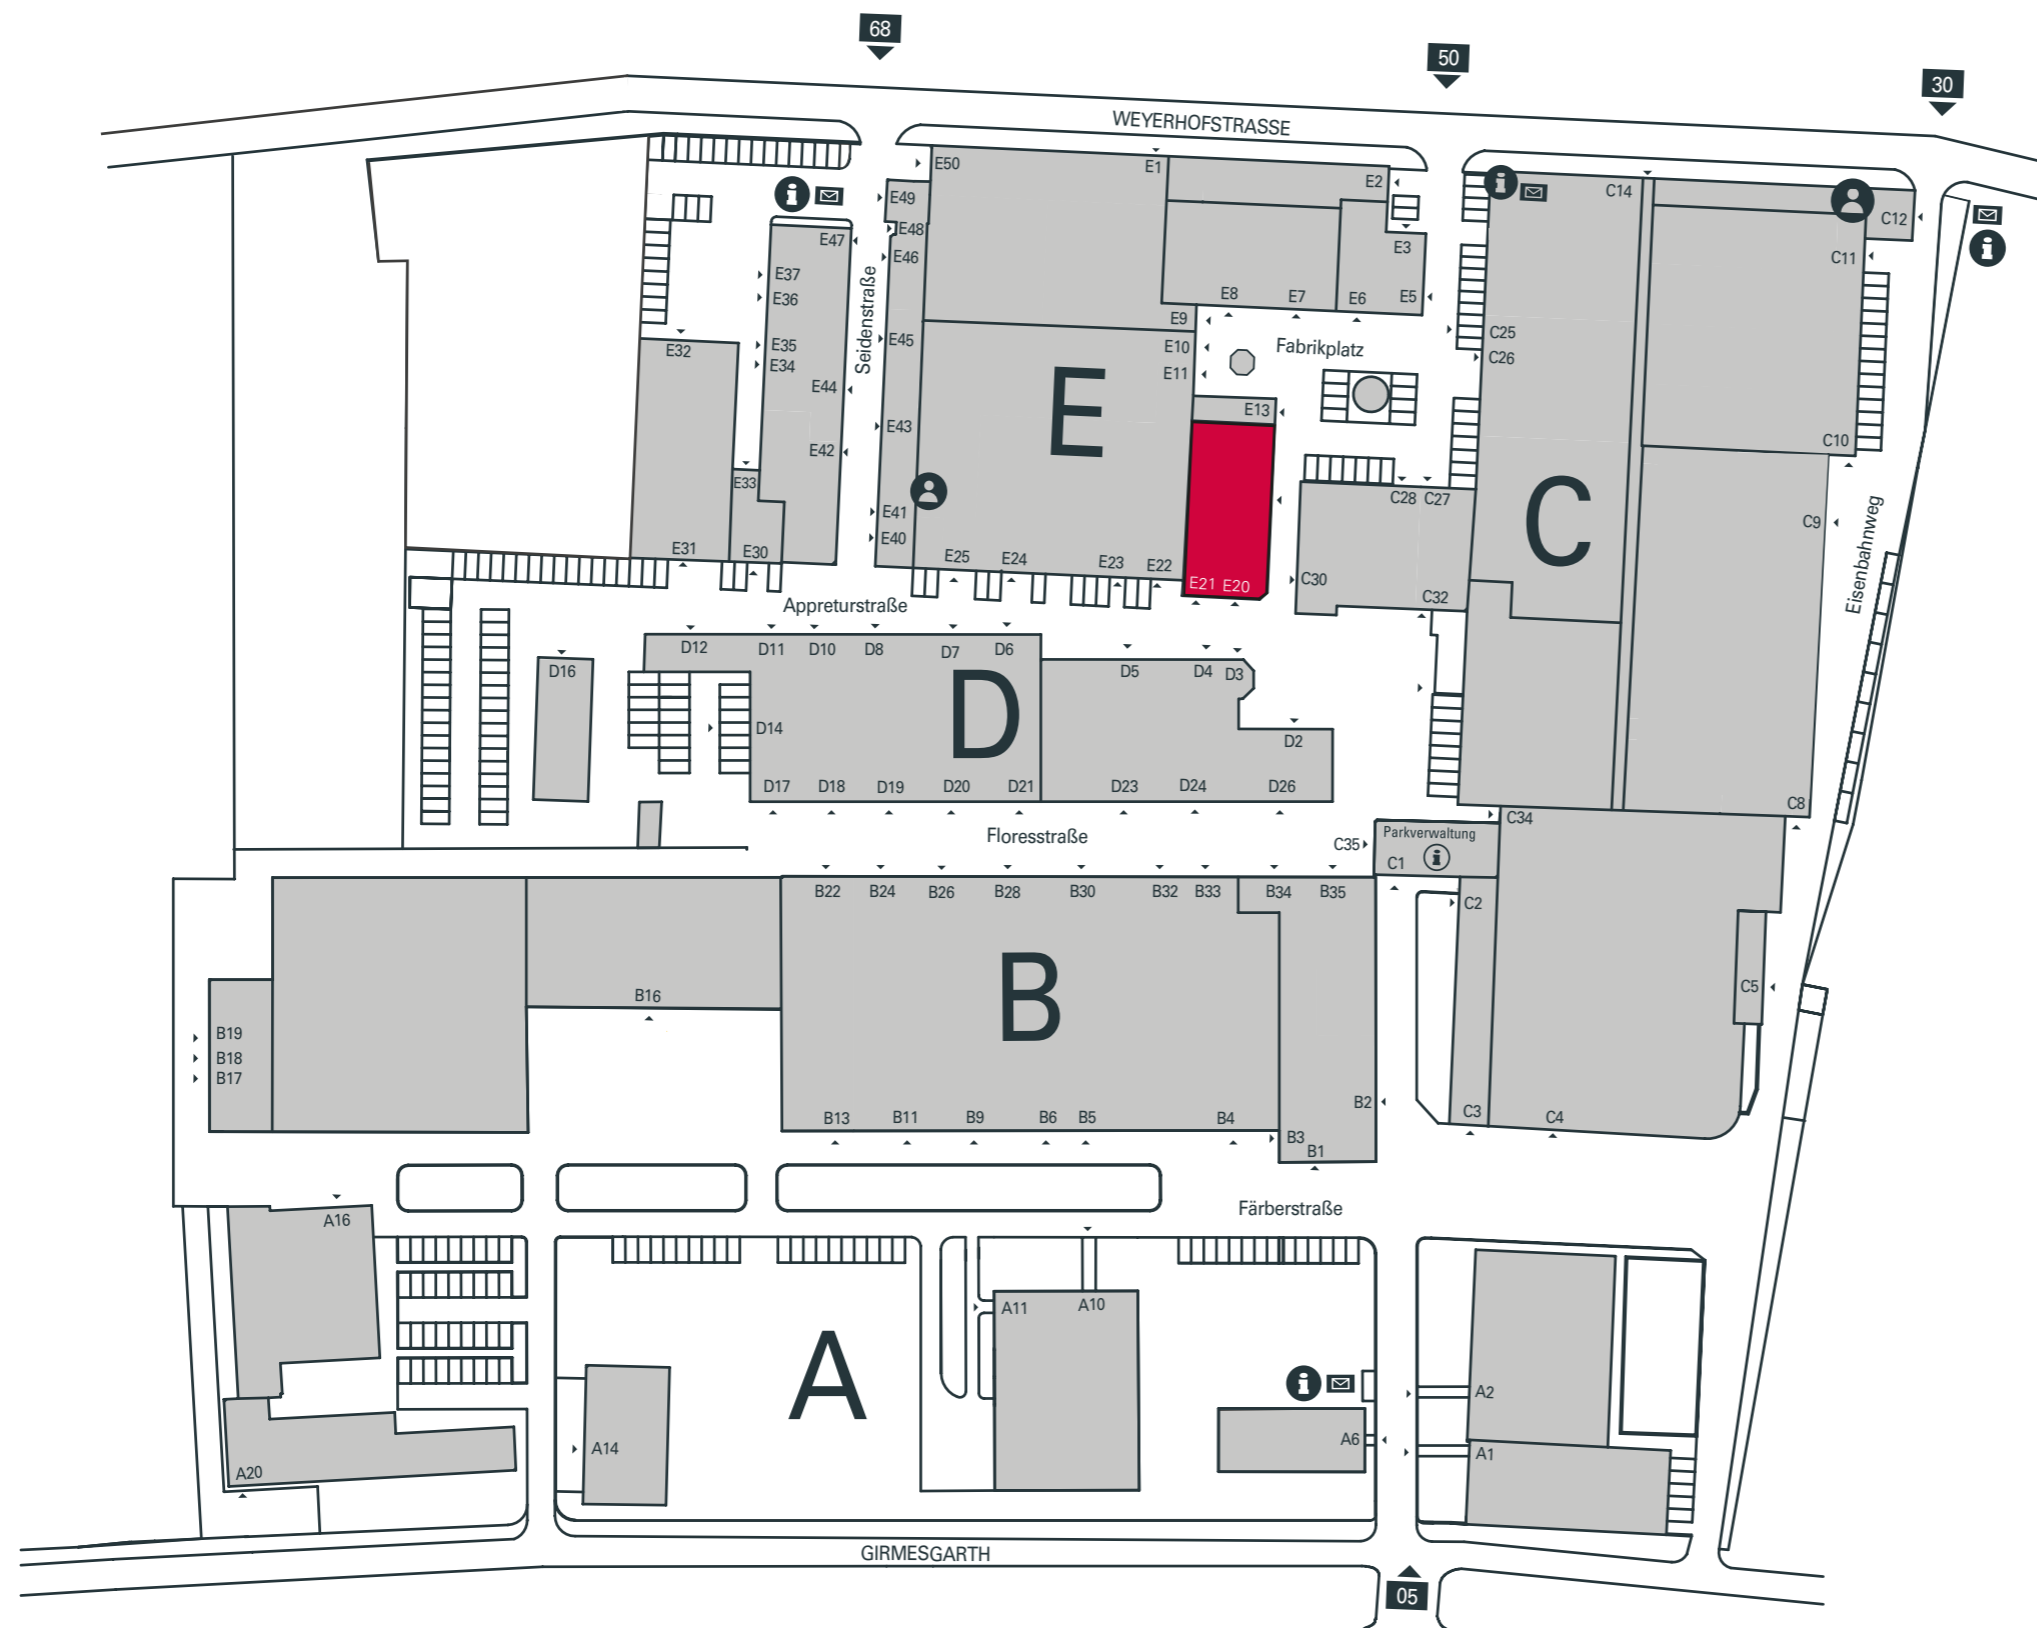 68
50
30
WEYERHOFSTRASSE
E50
E1
E2
C14
C12
E49
E48
E47
E46
E3
C11
E37
E36
Seidenstraße
E8
E7
E6
E5
E9
C25
E35
E45
E10
Fabrikplatz
C26
E32
E34
E11
E44
E13
E43
E
C10
E42
E33
C28
C27
C
C9
Eisenbahnweg
E41
E40
E31
E30
E25
E24
E23
E22
E21
E20
C30
C32
Appreturstraße
D12
D11
D10
D8
D7
D6
D16
D5
D4
D3
D
D14
D2
D17
D18
D19
D20
D21
D23
D24
D26
C8
C34
Floresstraße
Parkverwaltung
C35
C1
B22
B24
B26
B28
B30
B32
B33
B34
B35
C2
B16
B
C5
B19
B18
B17
B2
B13
B11
B9
B6
B5
B4
B3
B1
C3
C4
Färberstraße
A16
A11
A10
A
A2
A14
A6
A1
A20
GIRMESGARTH
05